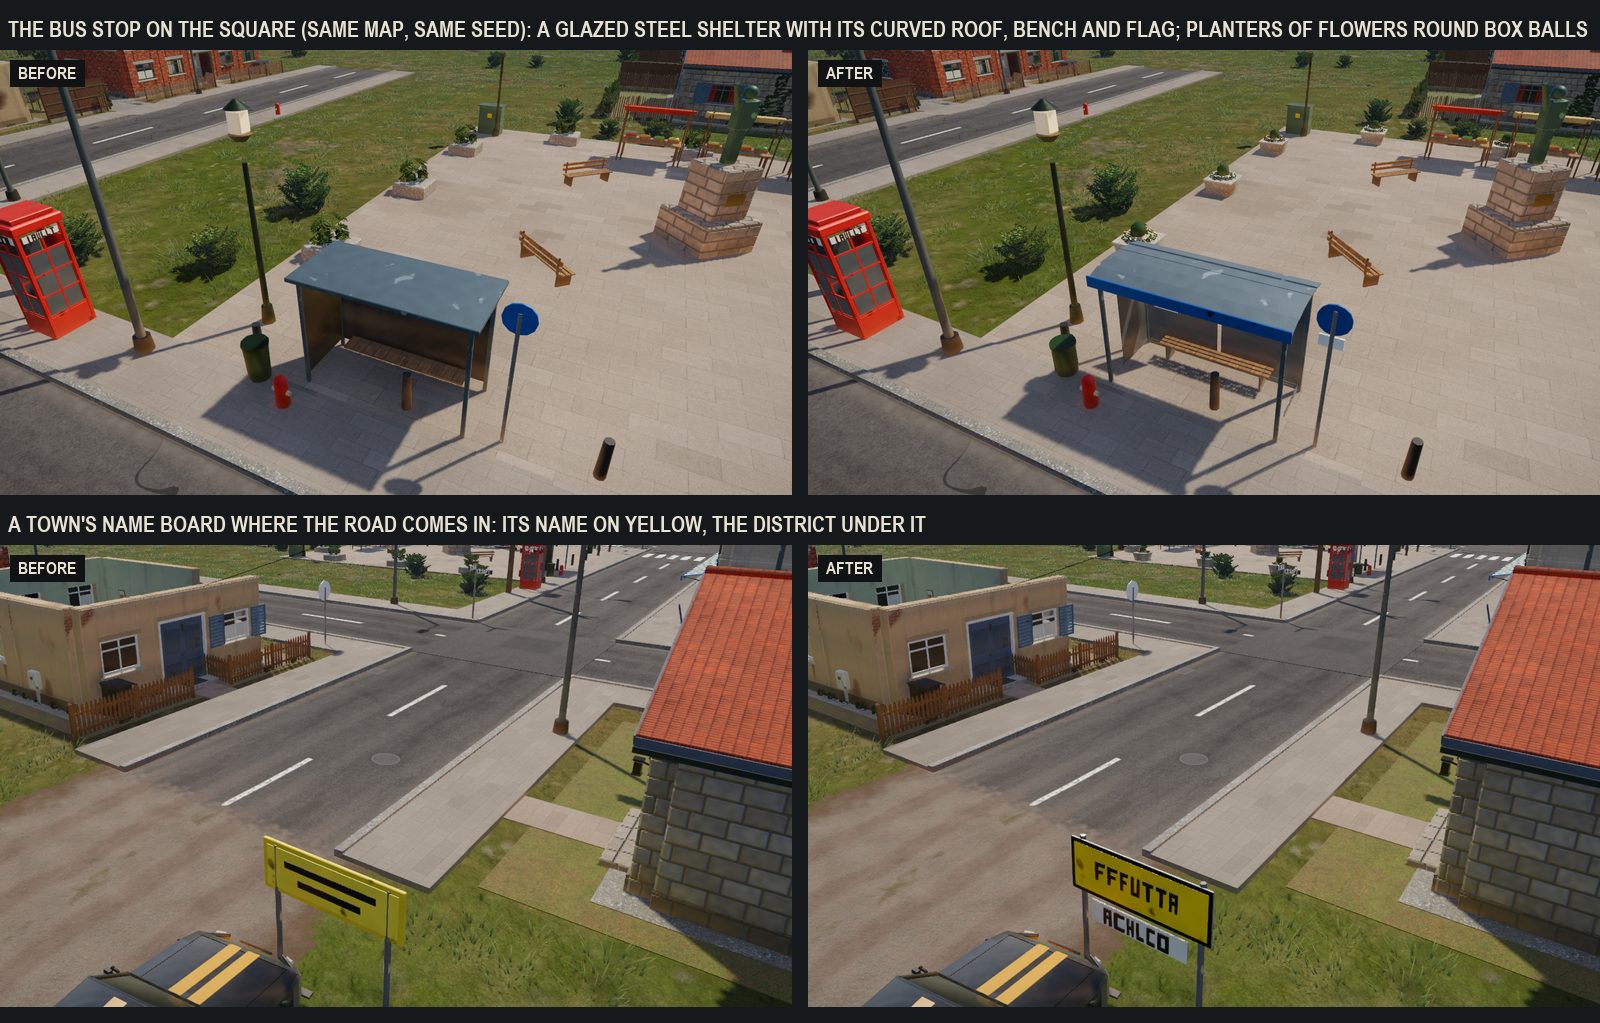 THE BUS STOP ON THE SQUARE (SAME MAP, SAME SEED): A GLAZED STEEL SHELTER WITH ITS CURVED ROOF, BENCH AND FLAG; PLANTERS OF FLOWERS ROUND BOX BALLS
BEFORE
AFTER
A TOWN'S NAME BOARD WHERE THE ROAD COMES IN: ITS NAME ON YELLOW, THE DISTRICT UNDER IT
BEFORE
AFTER
FFFUTTA
ACHLCO